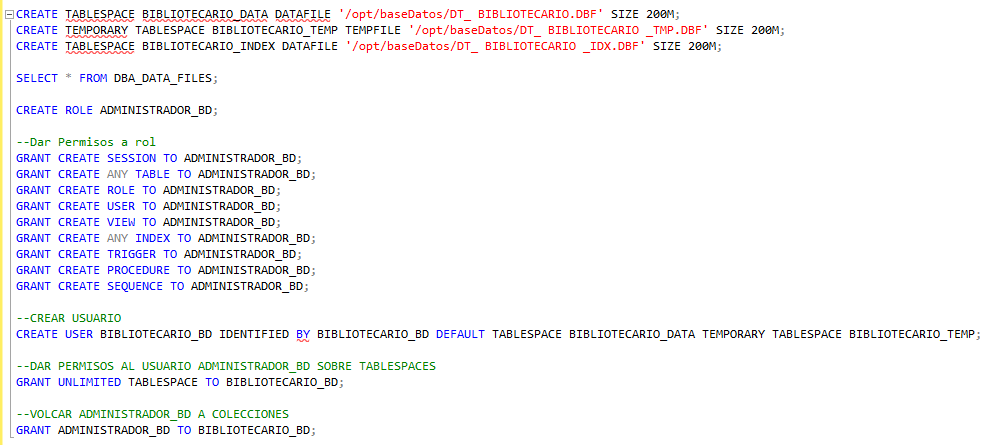 CREATE TABLESPACE BIBLIOTECARIO_DATA DATAFILE '/opt/baseDatos/DT_ BIBLIOTECARIO.DBF' SIZE 200M;
CREATE TEMPORARY TABLESPACE BIBLIOTECARIO_TEMP TEMPFILE '/opt/baseDatos/DT_ BIBLIOTECARIO _TMP.DBF' SIZE 200M;
CREATE TABLESPACE BIBLIOTECARIO_INDEX DATAFILE '/opt/baseDatos/DT_ BIBLIOTECARIO _IDX.DBF' SIZE 200M;
SELECT * FROM DBA_DATA_FILES;
CREATE ROLE ADMINISTRADOR_BD;
--Dar Permisos a rol
GRANT CREATE SESSION TO ADMINISTRADOR_BD;
GRANT CREATE ANY TABLE TO ADMINISTRADOR_BD;
GRANT CREATE ROLE TO ADMINISTRADOR_BD;
GRANT CREATE USER TO ADMINISTRADOR_BD;
GRANT CREATE VIEW TO ADMINISTRADOR_BD;
GRANT CREATE ANY INDEX TO ADMINISTRADOR_BD;
GRANT CREATE TRIGGER TO ADMINISTRADOR_BD;
GRANT CREATE PROCEDURE TO ADMINISTRADOR_BD;
GRANT CREATE SEQUENCE TO ADMINISTRADOR_BD;
--CREAR USUARIO
CREATE USER BIBLIOTECARIO_BD IDENTIFIED BY BIBLIOTECARIO_BD DEFAULT TABLESPACE BIBLIOTECARIO_DATA TEMPORARY TABLESPACE BIBLIOTECARIO_TEMP;
--DAR PERMISOS AL USUARIO ADMINISTRADOR_BD SOBRE TABLESPACES
GRANT UNLIMITED TABLESPACE TO BIBLIOTECARIO_BD;
--VOLCAR ADMINISTRADOR_BD A COLECCIONES
GRANT ADMINISTRADOR_BD TO BIBLIOTECARIO_BD;